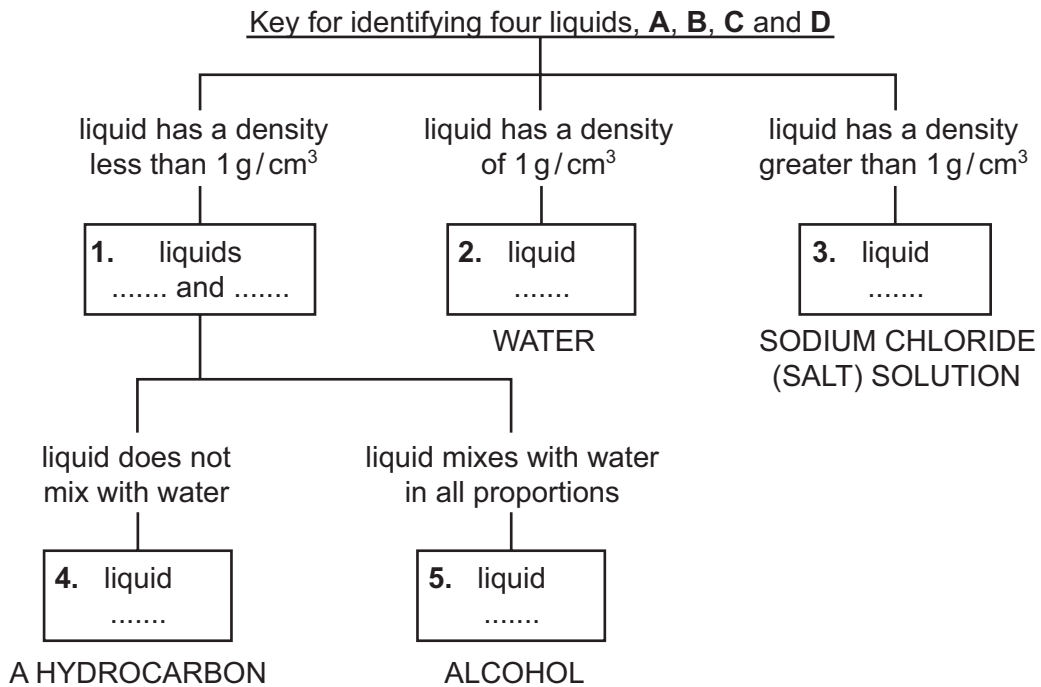 Key for identifying four liquids, A, B, C and D
liquid has a density
less than 1 g / cm³
liquid has a density
of 1 g / cm³
liquid has a density
greater than 1 g / cm³
1. liquids
....... and .......
2. liquid
.......
WATER
3. liquid
.......
SODIUM CHLORIDE
(SALT) SOLUTION
liquid does not
mix with water
liquid mixes with water
in all proportions
4. liquid
.......
A HYDROCARBON
5. liquid
.......
ALCOHOL